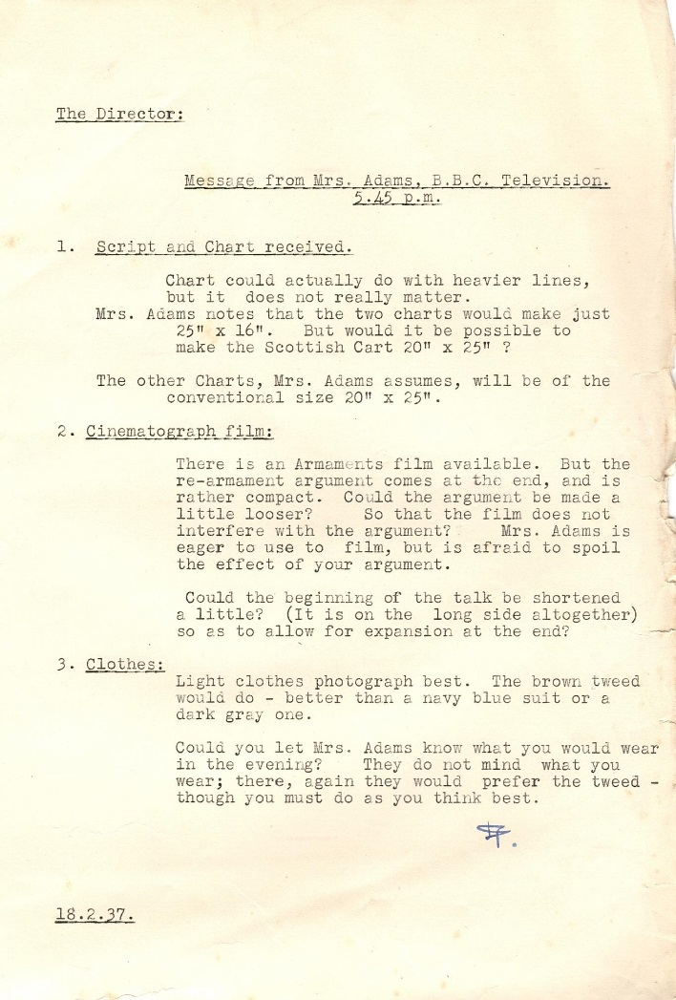 The Director:
Message from Mrs. Adams, B.B.C. Television.
5.45 p.m.
1. Script and Chart received.
Chart could actually do with heavier lines,
but it does not really matter.
Mrs. Adams notes that the two charts would make just
25" x 16". But would it be possible to
make the Scottish Cart 20" x 25" ?
The other Charts, Mrs. Adams assumes, will be of the
conventional size 20" x 25".
2. Cinematograph film:
There is an Armaments film available. But the
re-armament argument comes at the end, and is
rather compact. Could the argument be made a
little looser? So that the film does not
interfere with the argument? Mrs. Adams is
eager to use to film, but is afraid to spoil
the effect of your argument.
Could the beginning of the talk be shortened
a little? (It is on the long side altogether)
so as to allow for expansion at the end?
3. Clothes:
Light clothes photograph best. The brown tweed
would do - better than a navy blue suit or a
dark gray one.
Could you let Mrs. Adams know what you would wear
in the evening? They do not mind what you
wear; there, again they would prefer the tweed -
though you must do as you think best.
18.2.37.